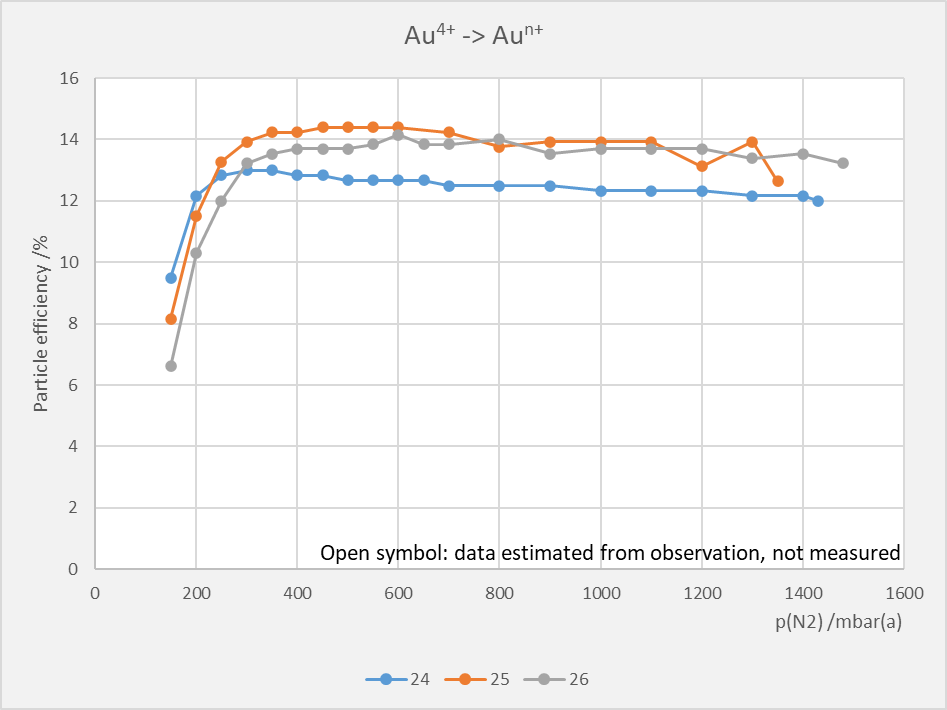 Au4+ -> Aun+
16
14
12
10
8
6
4
2
0
Particle efficiency /%
Open symbol: data estimated from observation, not measured
0 200 400 600 800 1000 1200 1400 1600
p(N2) /mbar(a)
24 25 26